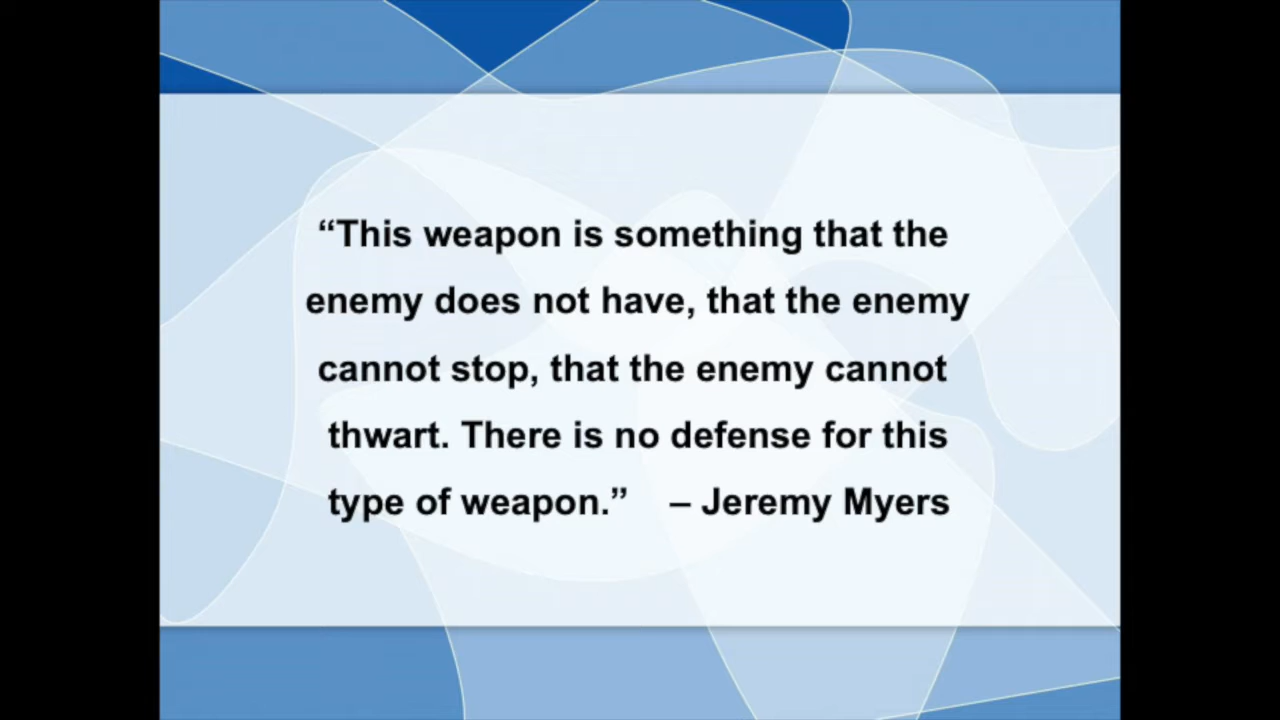 “This weapon is something that the
enemy does not have, that the enemy
cannot stop, that the enemy cannot
thwart. There is no defense for this
type of weapon.” – Jeremy Myers